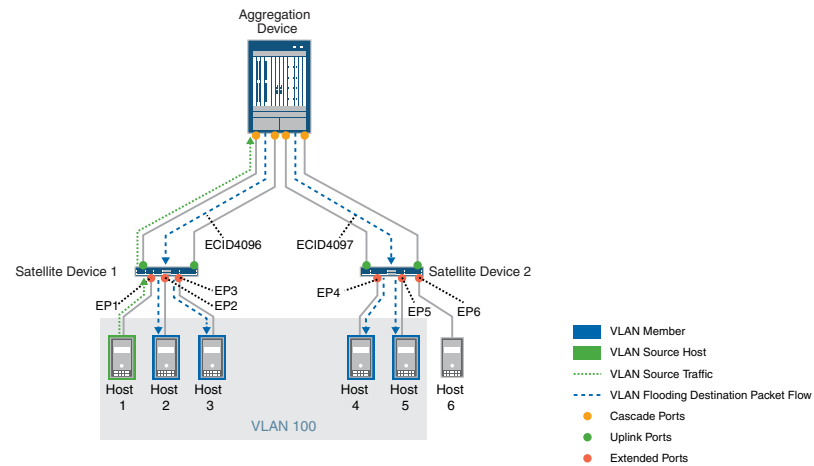 Aggregation
Device
ECID4096
ECID4097
Satellite Device 1
Satellite Device 2
EP1
EP3
EP2
EP4
EP5
EP6
Host
1
Host
2
Host
3
Host
4
Host
5
Host
6
VLAN 100
VLAN Member
VLAN Source Host
VLAN Source Traffic
VLAN Flooding Destination Packet Flow
Cascade Ports
Uplink Ports
Extended Ports